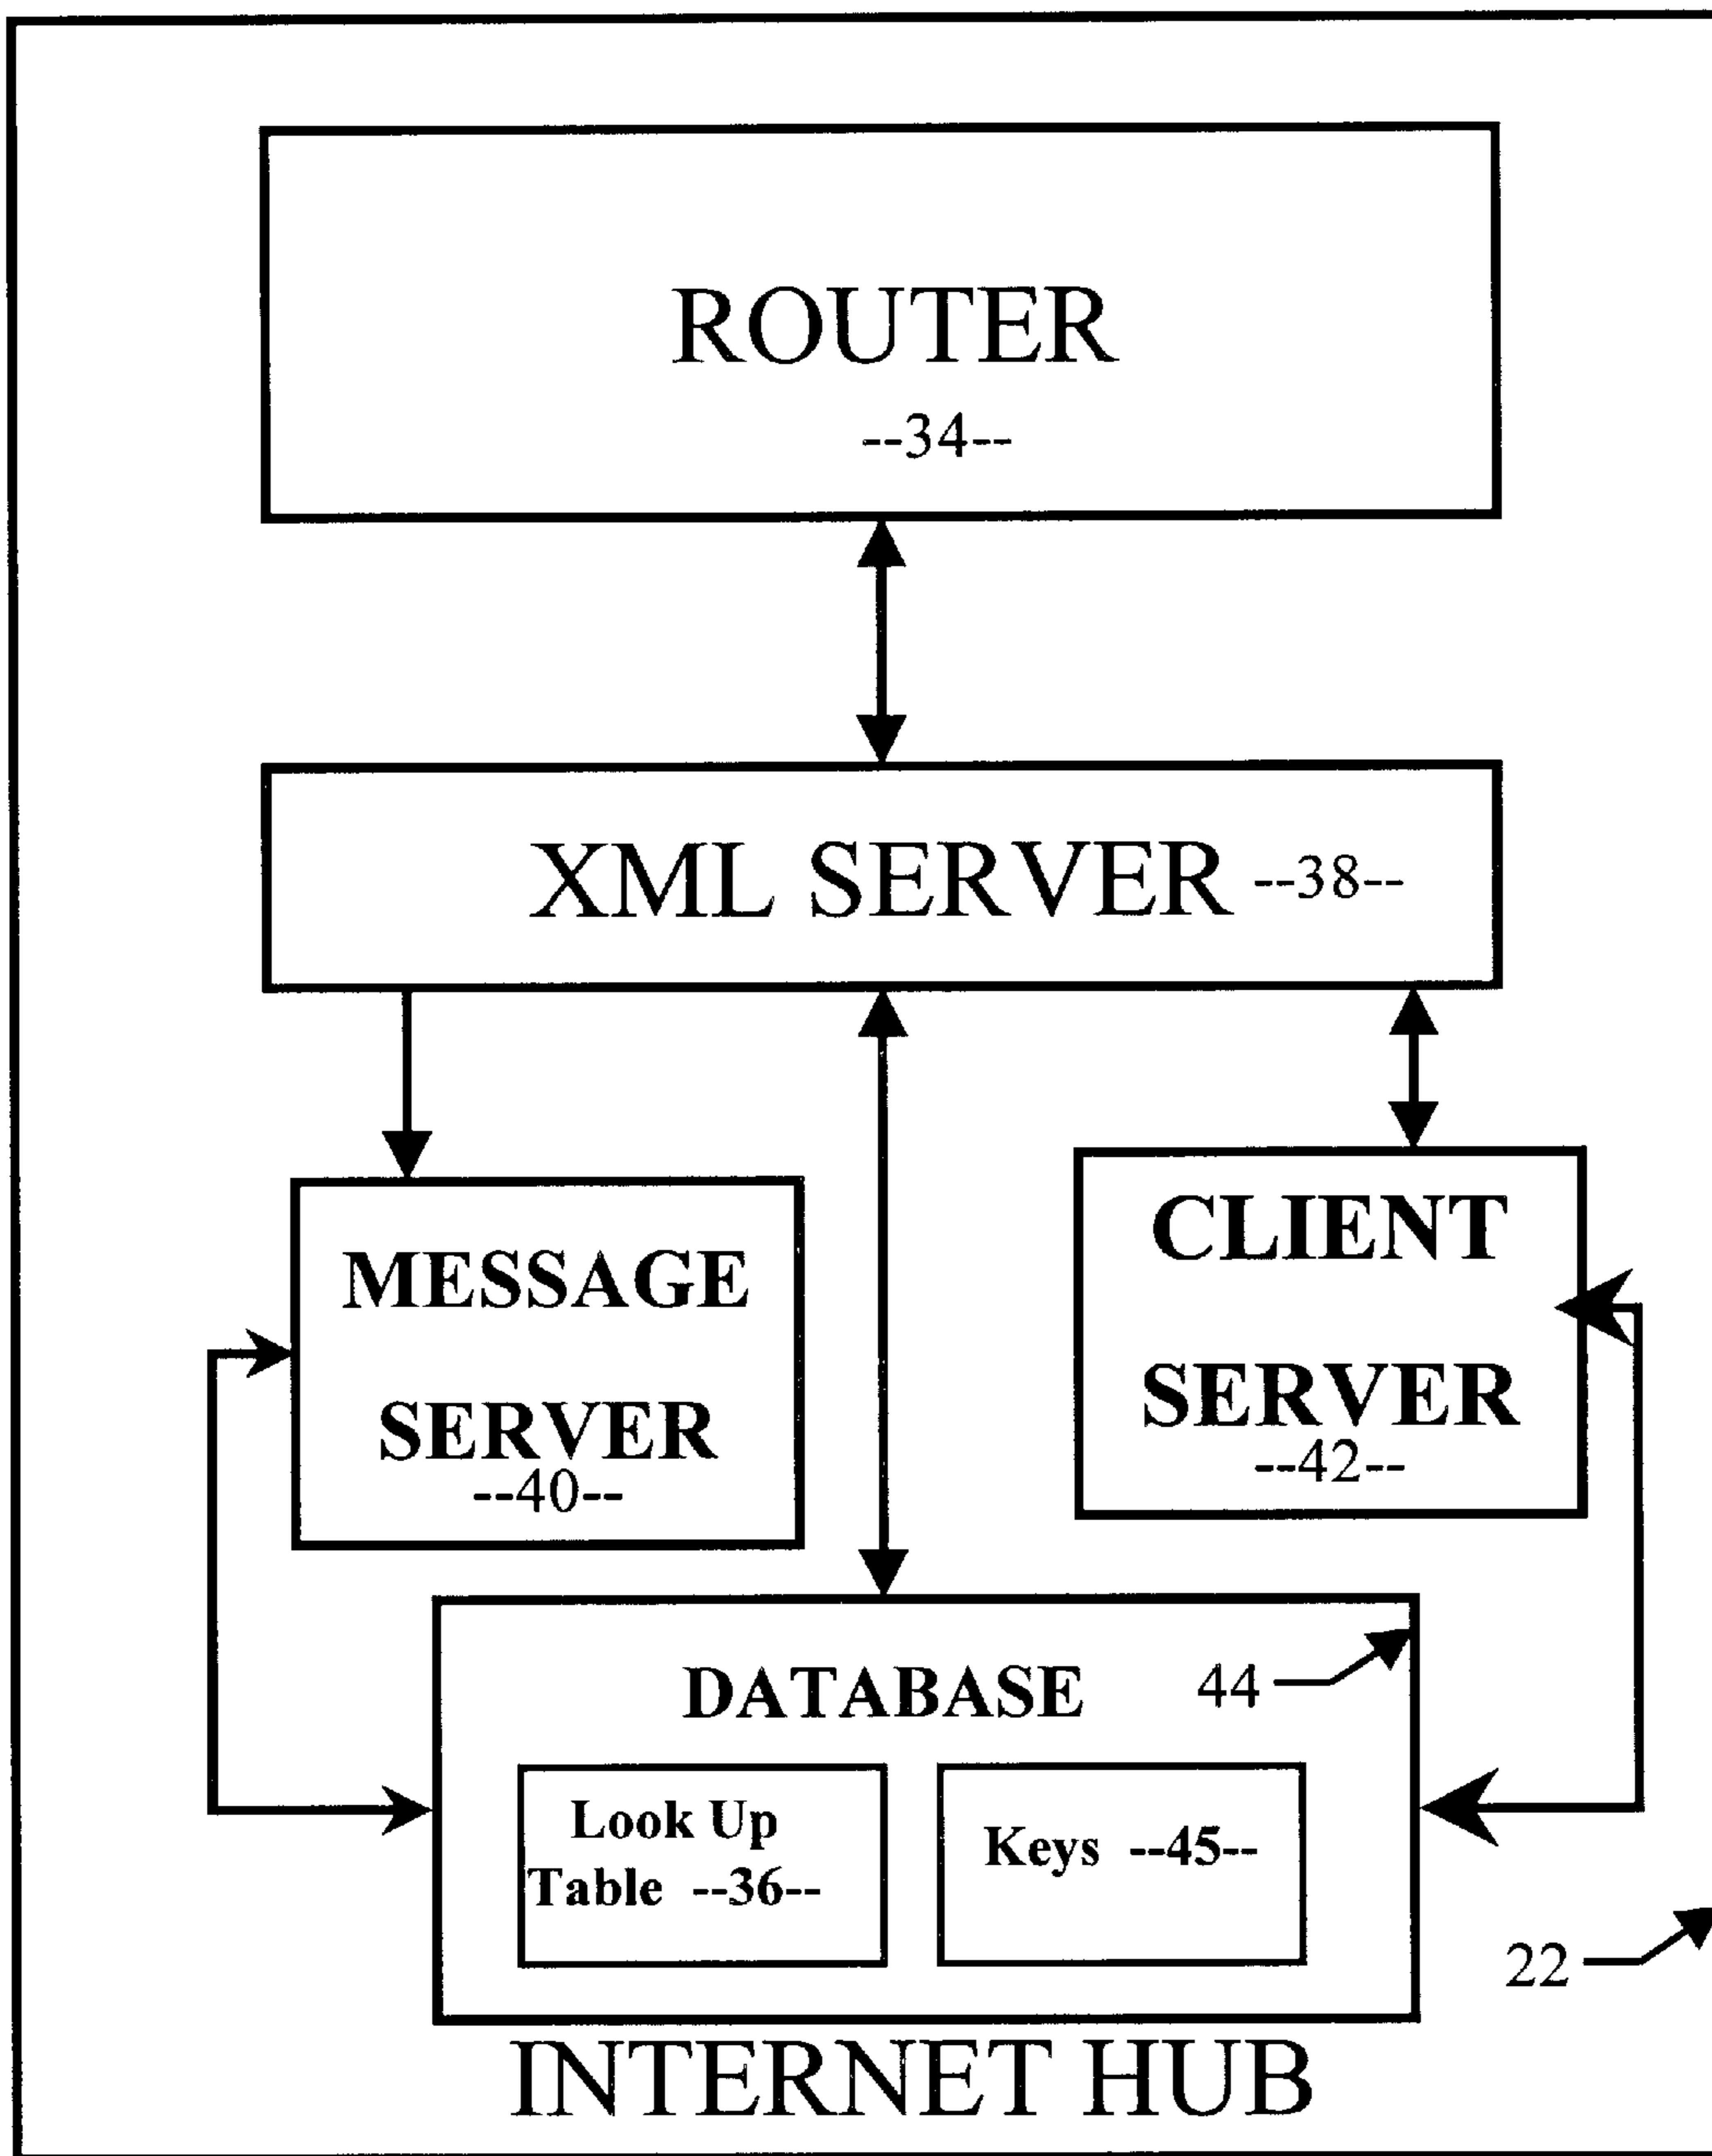 ROUTER
--34--
XML SERVER --38--
MESSAGE
SERVER
--40--
CLIENT
SERVER
--42--
DATABASE
44
Look Up
Table --36--
Keys --45--
22
INTERNET HUB